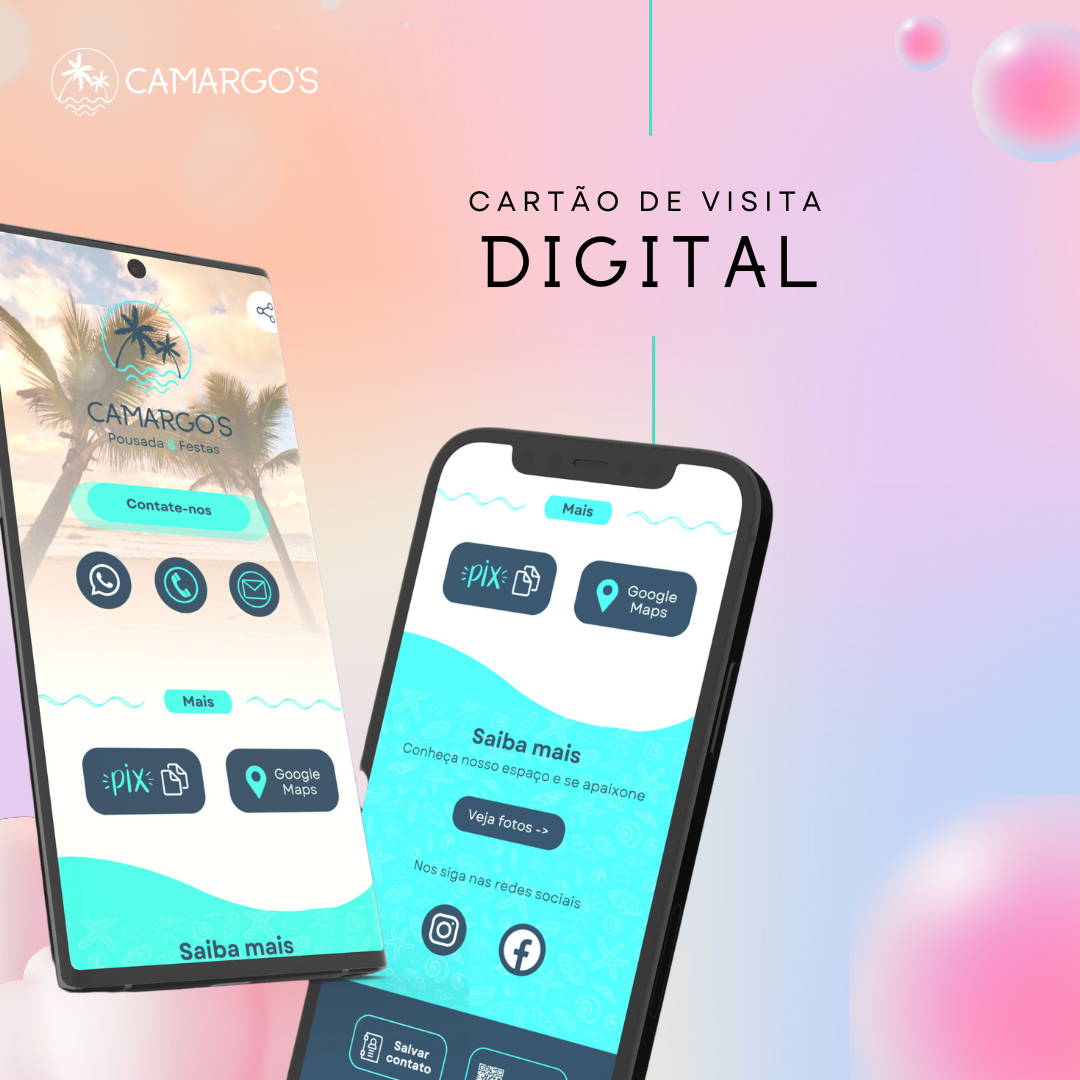 CAMARGO'S
CARTÃO DE VISITA
DIGITAL
CAMARGO'S
Pousada & Festas
Contate-nos
Mais
pix
Google
Maps
Saiba mais
Mais
pix
Google
Maps
Saiba mais
Conheça nosso espaço e se apaixone
Veja fotos ->
Nos siga nas redes sociais
Salvar
contato